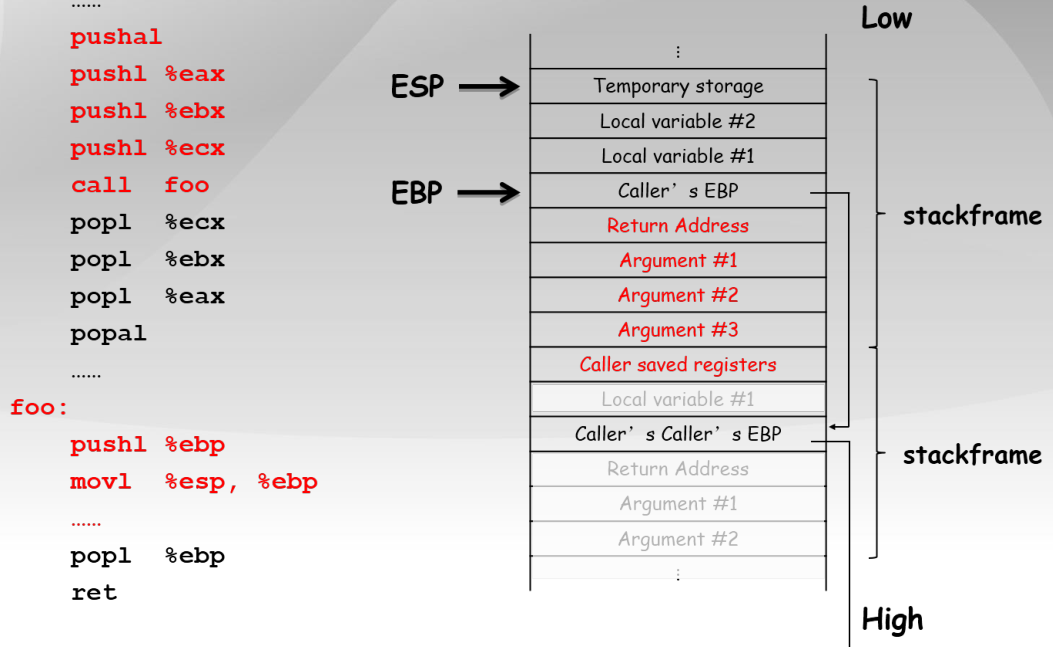 ......
pushal
pushl %eax
pushl %ebx
pushl %ecx
call foo
popl %ecx
popl %ebx
popl %eax
popal
......
foo:
pushl %ebp
movl %esp, %ebp
......
popl %ebp
ret
Low
⋮
ESP
Temporary storage
Local variable #2
Local variable #1
EBP
Caller’ s EBP
Return Address
Argument #1
Argument #2
Argument #3
stackframe
Caller saved registers
Local variable #1
Caller’ s Caller’ s EBP
Return Address
Argument #1
Argument #2
⋮
stackframe
High